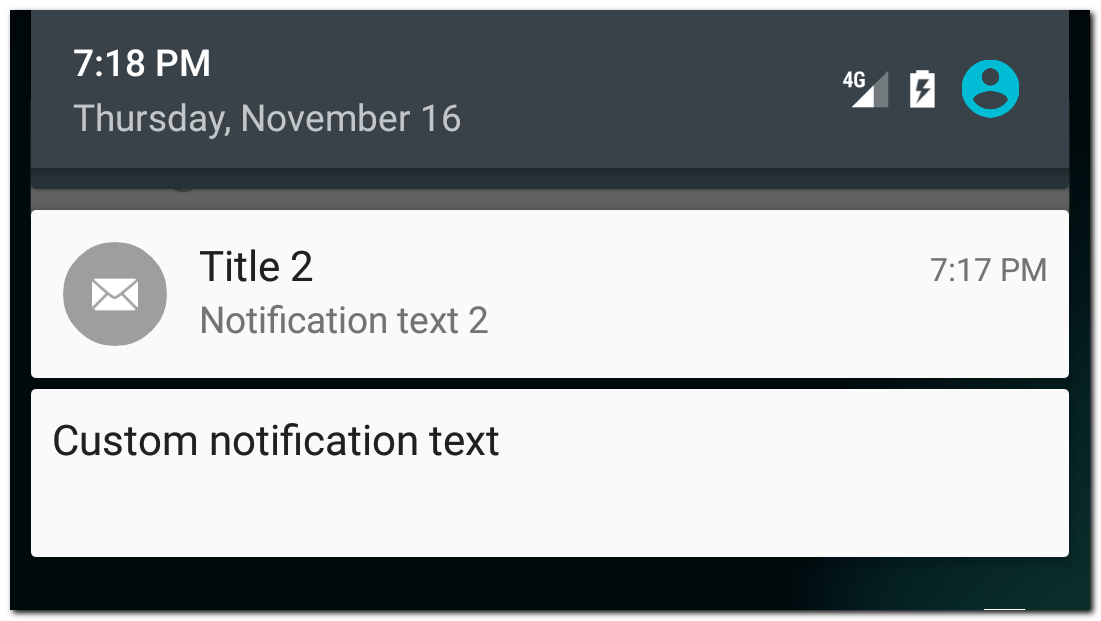 7:18 PM
Thursday, November 16
4G
Title 2
7:17 PM
Notification text 2
Custom notification text